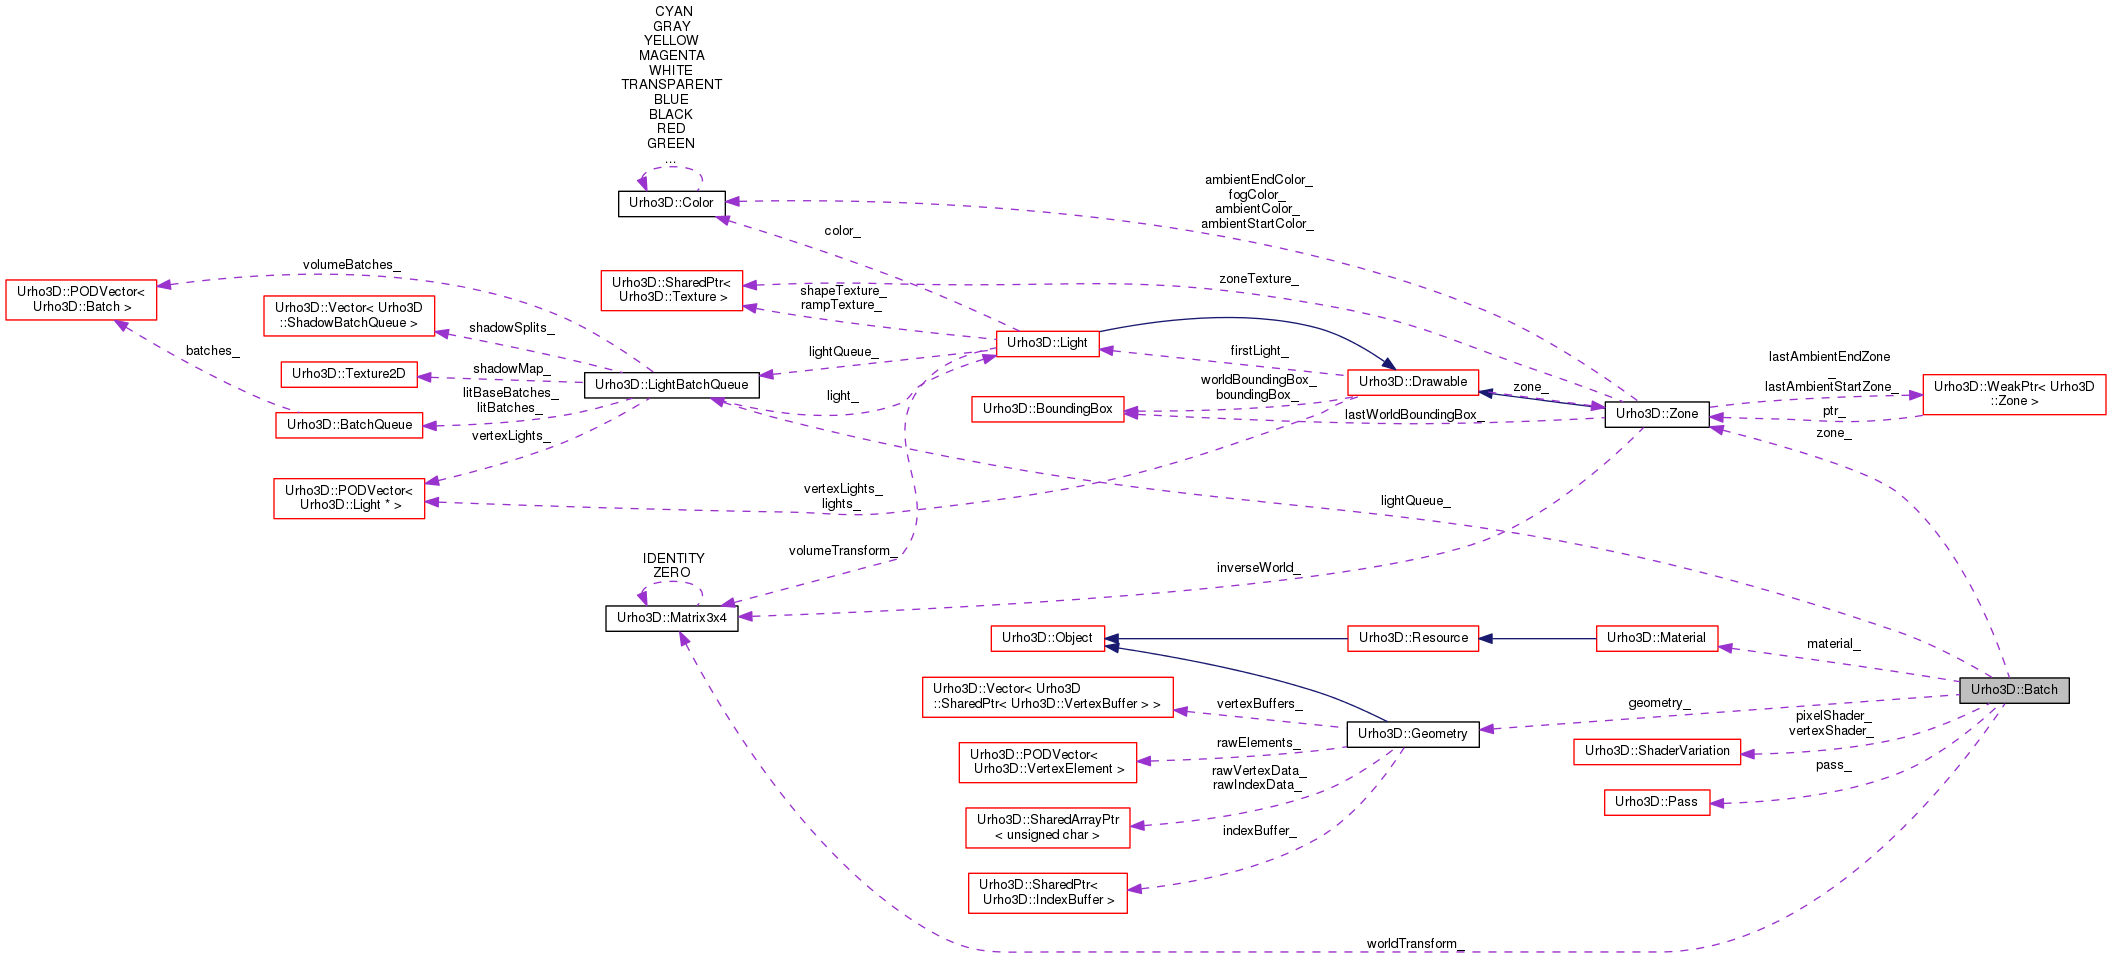 CYAN
GRAY
YELLOW
MAGENTA
WHITE
TRANSPARENT
BLUE
BLACK
RED
GREEN
...
Urho3D::Color
ambientEndColor_
fogColor_
ambientColor_
ambientStartColor_
color_
volumeBatches_
Urho3D::PODVector<
Urho3D::Batch >
Urho3D::Vector< Urho3D
::ShadowBatchQueue >
Urho3D::SharedPtr<
Urho3D::Texture >
zoneTexture_
shapeTexture_
rampTexture_
shadowSplits_
batches_
Urho3D::Texture2D
shadowMap_
Urho3D::LightBatchQueue
lightQueue_
light_
Urho3D::Light
firstLight_
Urho3D::Drawable
zone_
worldBoundingBox_
boundingBox_
Urho3D::BoundingBox
lastWorldBoundingBox_
Urho3D::Zone
lastAmbientEndZone
_
lastAmbientStartZone_
ptr_
Urho3D::WeakPtr< Urho3D
::Zone >
zone_
litBaseBatches_
litBatches_
Urho3D::BatchQueue
vertexLights_
Urho3D::PODVector<
Urho3D::Light * >
vertexLights_
lights_
lightQueue_
volumeTransform_
inverseWorld_
IDENTITY
ZERO
Urho3D::Matrix3x4
Urho3D::Object
Urho3D::Resource
Urho3D::Material
material_
Urho3D::Batch
Urho3D::Vector< Urho3D
::SharedPtr< Urho3D::VertexBuffer > >
vertexBuffers_
geometry_
Urho3D::Geometry
pixelShader_
vertexShader_
Urho3D::ShaderVariation
rawElements_
Urho3D::PODVector<
Urho3D::VertexElement >
rawVertexData_
rawIndexData_
pass_
Urho3D::Pass
Urho3D::SharedArrayPtr
< unsigned char >
indexBuffer_
Urho3D::SharedPtr<
Urho3D::IndexBuffer >
worldTransform_